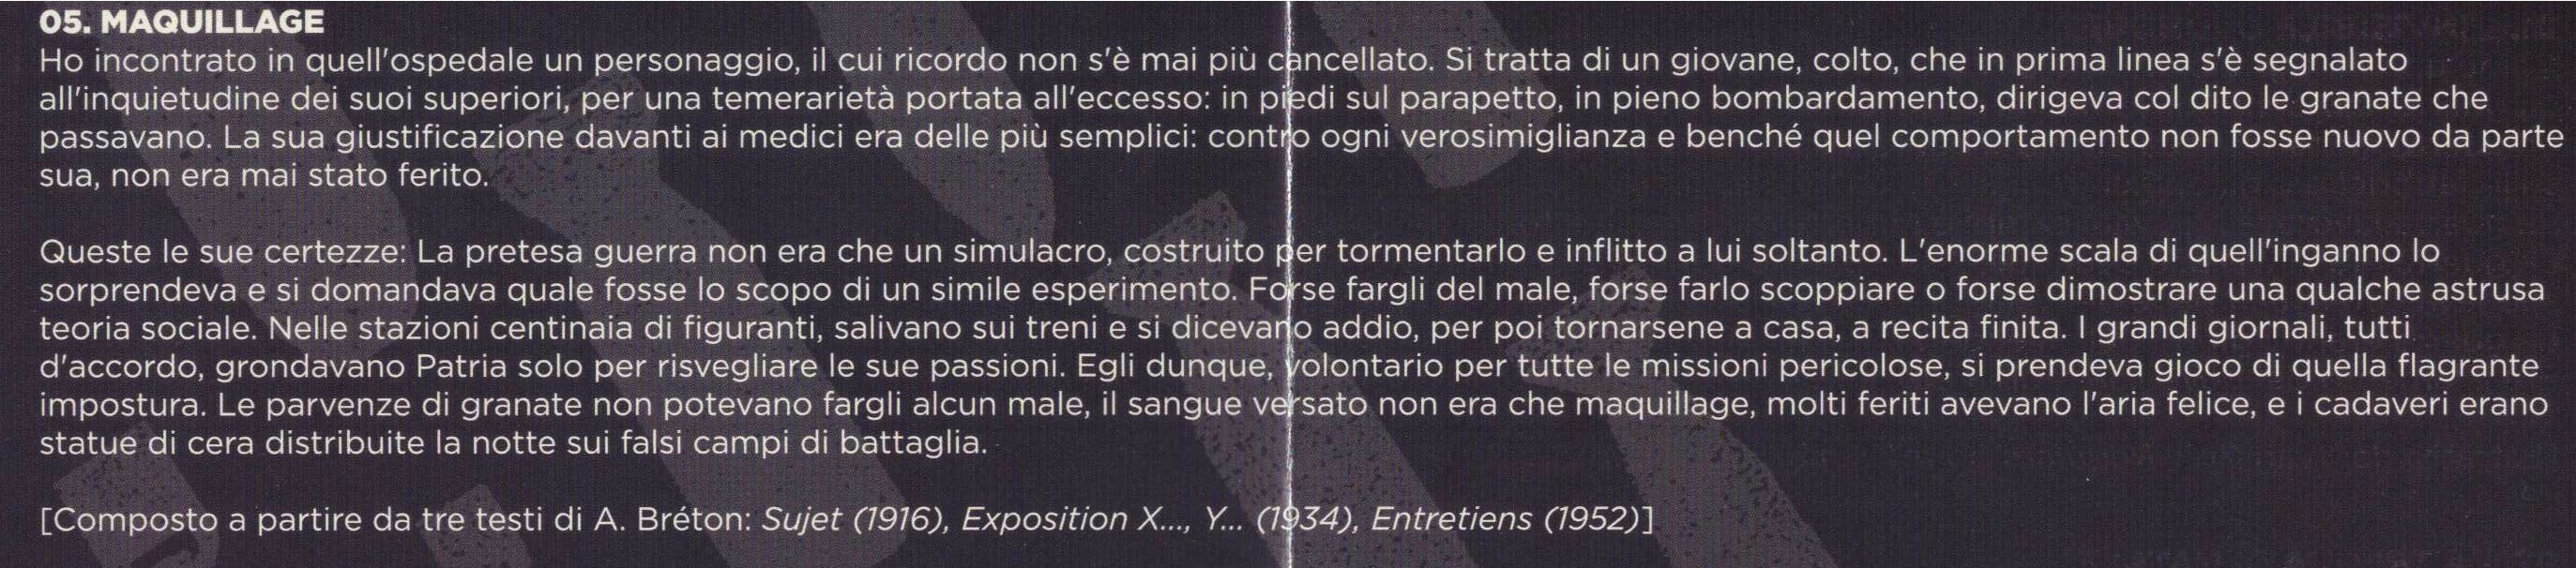 05. MAQUILLAGE
Ho incontrato in quell'ospedale un personaggio, il cui ricordo non s'è mai più cancellato. Si tratta di un giovane, colto, che in prima linea s'è segnalato
all'inquietudine dei suoi superiori, per una temerarietà portata all'eccesso: in piedi sul parapetto, in pieno bombardamento, dirigeva col dito le granate che
passavano. La sua giustificazione davanti ai medici era delle più semplici: contro ogni verosimiglianza e benché quel comportamento non fosse nuovo da parte
sua, non era mai stato ferito.
Queste le sue certezze: La pretesa guerra non era che un simulacro, costruito per tormentarlo e inflitto a lui soltanto. L'enorme scala di quell'inganno lo
sorprendeva e si domandava quale fosse lo scopo di un simile esperimento. Forse fargli del male, forse farlo scoppiare o forse dimostrare una qualche astrusa
teoria sociale. Nelle stazioni centinaia di figuranti, salivano sui treni e si dicevano addio, per poi tornarsene a casa, a recita finita. I grandi giornali, tutti
d'accordo, grondavano Patria solo per risvegliare le sue passioni. Egli dunque, volontario per tutte le missioni pericolose, si prendeva gioco di quella flagrante
impostura. Le parvenze di granate non potevano fargli alcun male, il sangue versato non era che maquillage, molti feriti avevano l'aria felice, e i cadaveri erano
statue di cera distribuite la notte sui falsi campi di battaglia.
[Composto a partire da tre testi di A. Bréton: Sujet (1916), Exposition X..., Y... (1934), Entretiens (1952)]